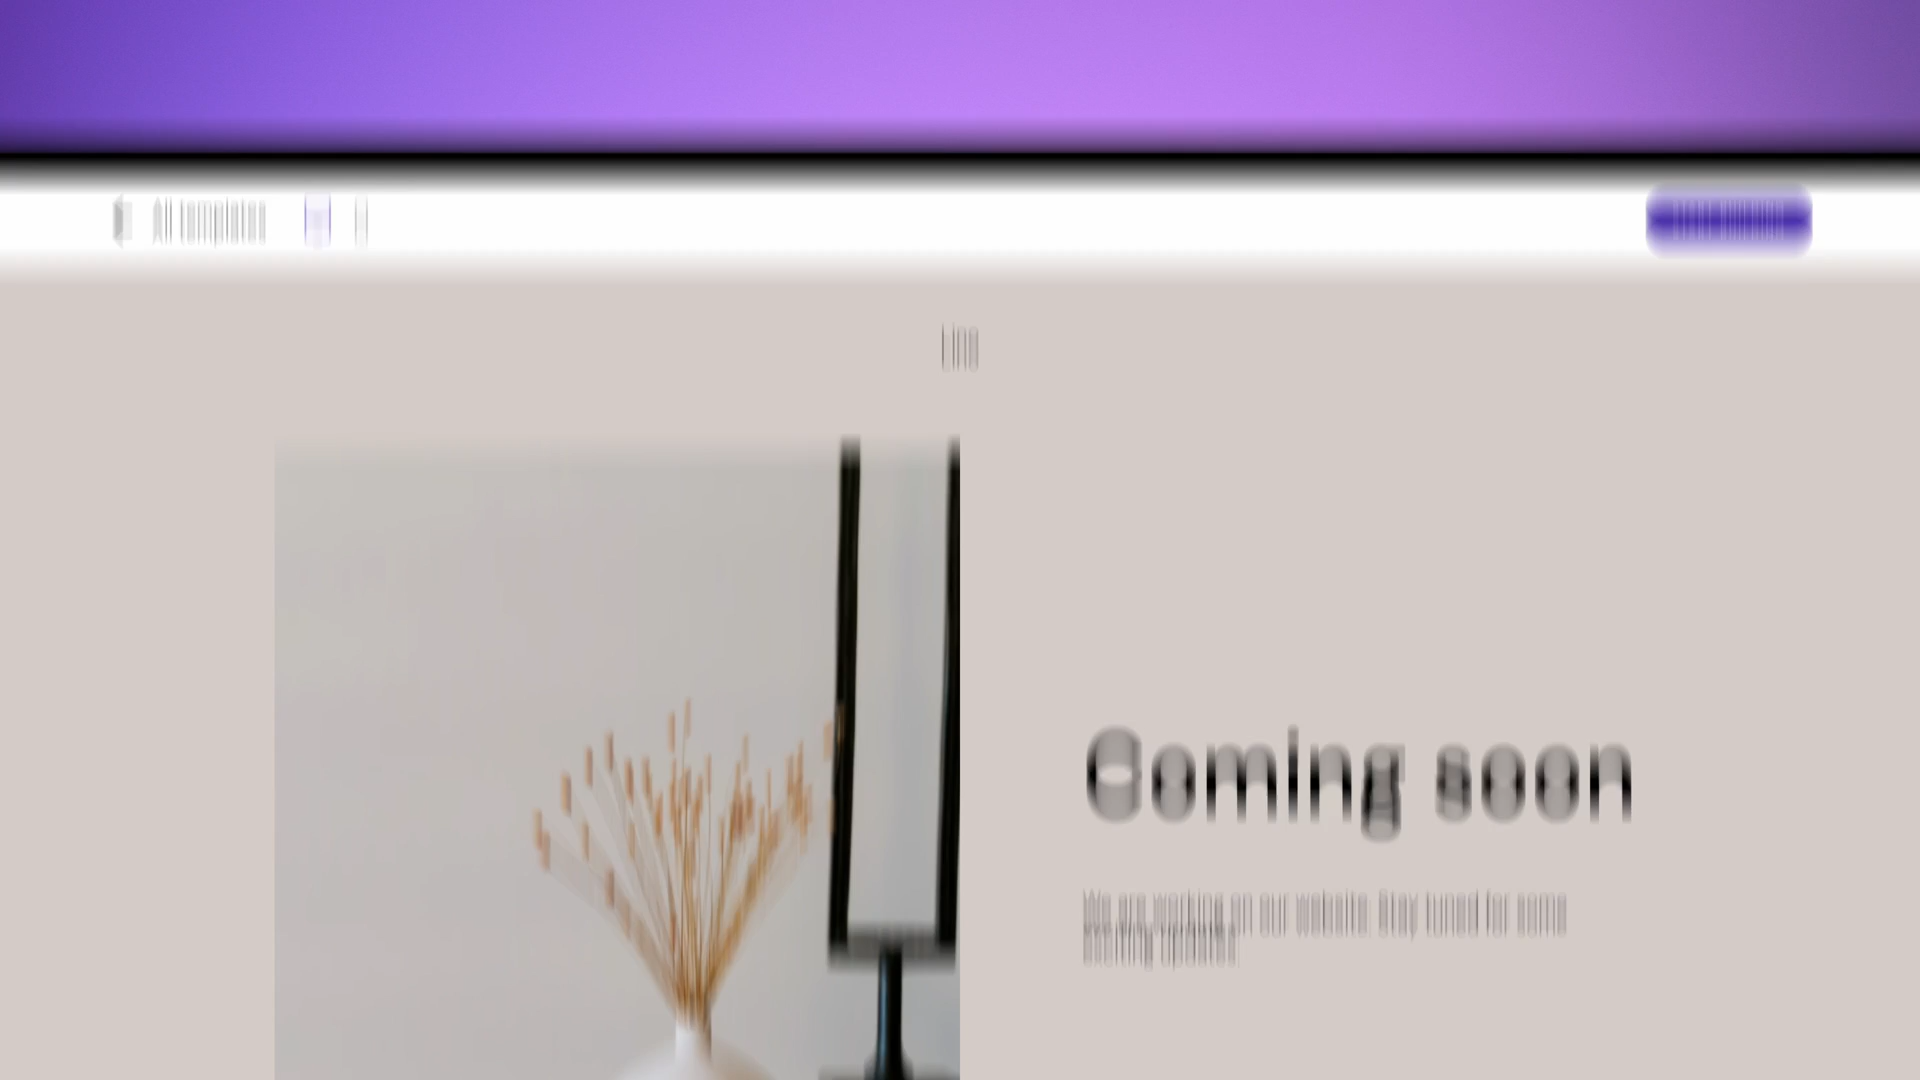 All templates
Coming soon
We are working on our website. Stay tuned for some
exciting updates.